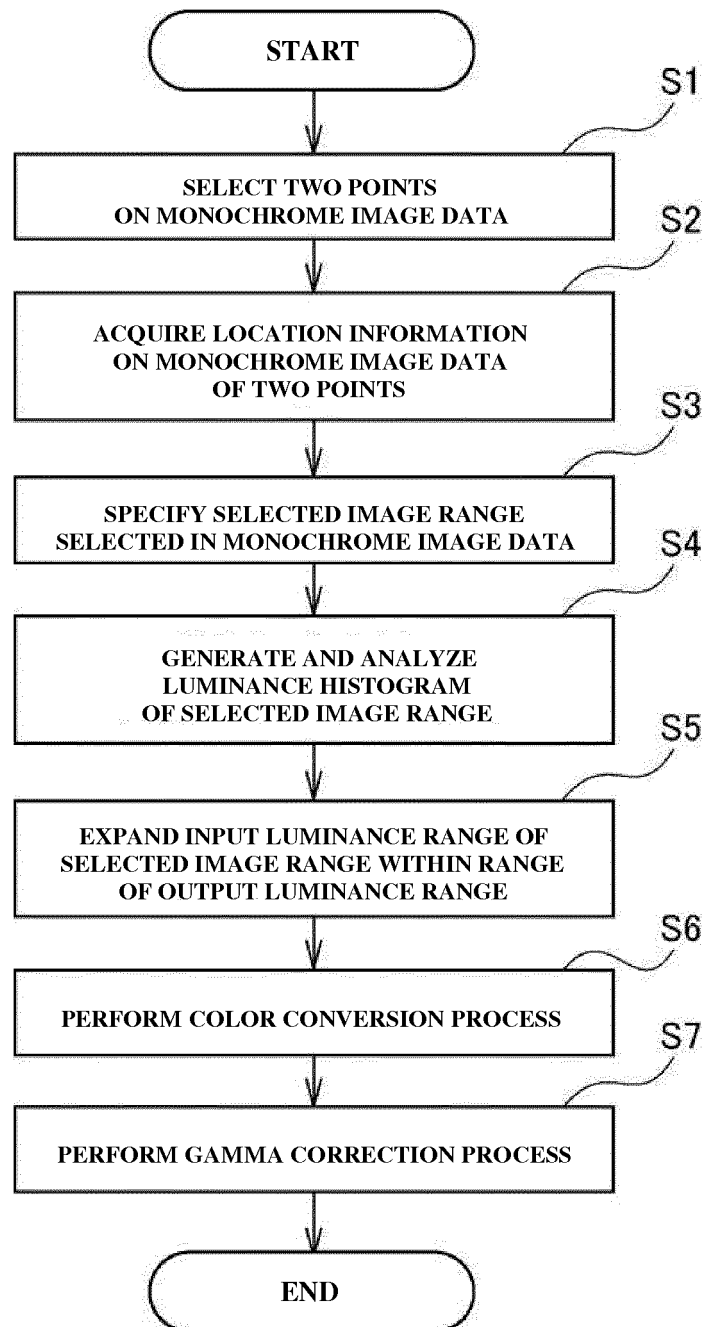 START
S1
SELECT TWO POINTS
ON MONOCHROME IMAGE DATA
S2
ACQUIRE LOCATION INFORMATION
ON MONOCHROME IMAGE DATA
OF TWO POINTS
S3
SPECIFY SELECTED IMAGE RANGE
SELECTED IN MONOCHROME IMAGE DATA
S4
GENERATE AND ANALYZE
LUMINANCE HISTOGRAM
OF SELECTED IMAGE RANGE
S5
EXPAND INPUT LUMINANCE RANGE OF
SELECTED IMAGE RANGE WITHIN RANGE
OF OUTPUT LUMINANCE RANGE
S6
PERFORM COLOR CONVERSION PROCESS
S7
PERFORM GAMMA CORRECTION PROCESS
END